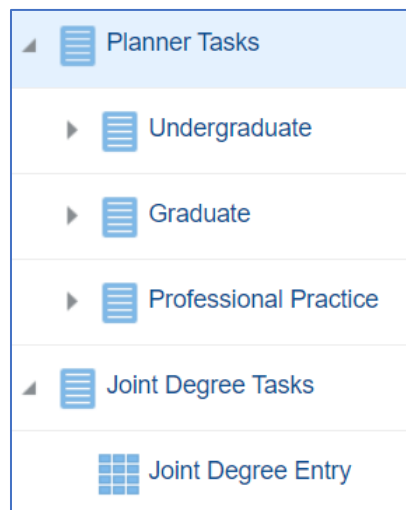 Planner Tasks
Undergraduate
Graduate
Professional Practice
Joint Degree Tasks
Joint Degree Entry